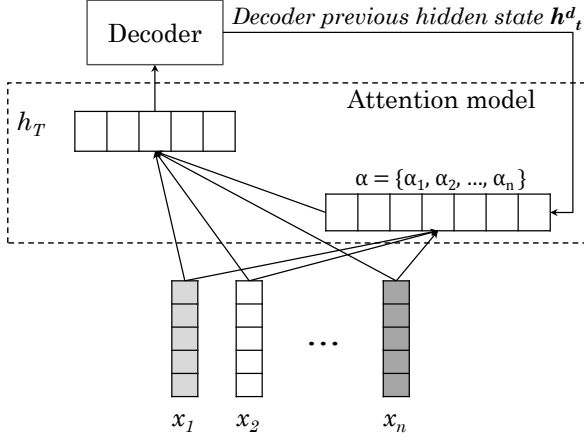 Decoder previous hidden state h^d_t
Decoder
Attention model
h_T
α = {α₁, α₂, ..., αₙ}
...
x₁ x₂ xₙ